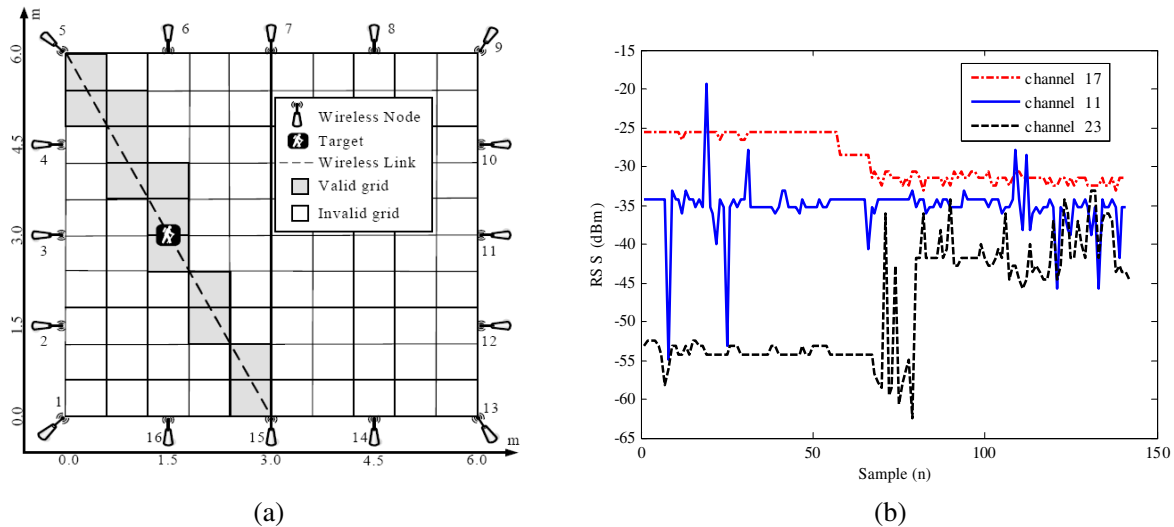 m
5
6
7
8
9
6.0
4.5
3.0
1.5
0.0
4
3
2
1
10
11
12
13
Wireless Node
Target
Wireless Link
Valid grid
Invalid grid
16
15
14
m
0.0
1.5
3.0
4.5
6.0
(a)
-15
-20
-25
-30
-35
-40
-45
-50
-55
-60
-65
RS S (dBm)
channel 17
channel 11
channel 23
0
50
100
150
Sample (n)
(b)